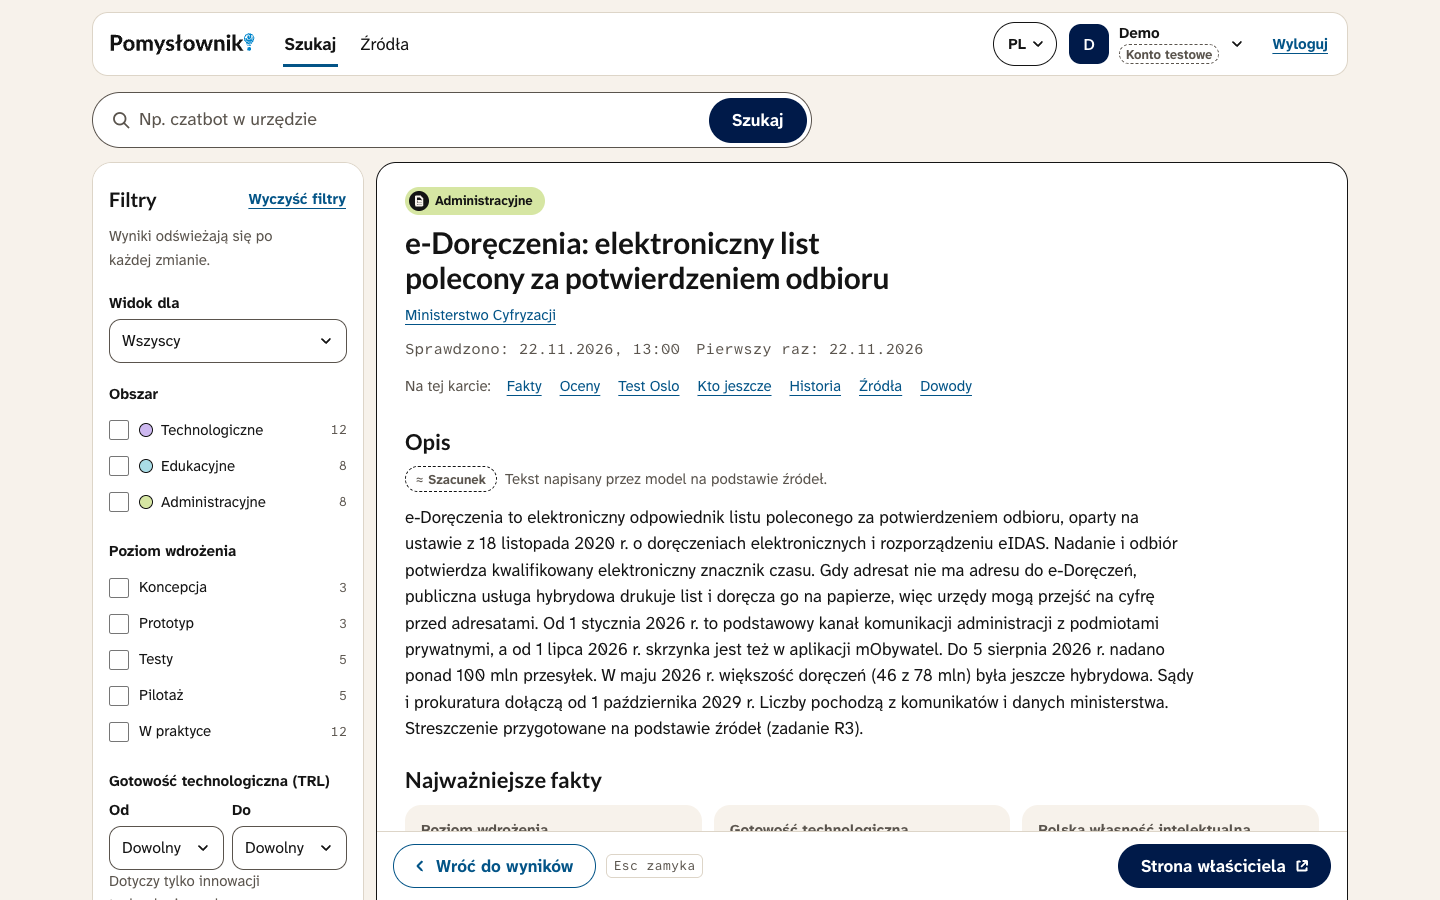 Pomysłownik
Szukaj
Źródła
PL
D
Demo
Konto testowe
Wyloguj
Np. czatbot w urzędzie
Szukaj
Filtry
Wyczyść filtry
Wyniki odświeżają się po
każdej zmianie.
Widok dla
Wszyscy
Obszar
Technologiczne 12
Edukacyjne 8
Administracyjne 8
Poziom wdrożenia
Koncepcja 3
Prototyp 3
Testy 5
Pilotaż 5
W praktyce 12
Gotowość technologiczna (TRL)
Od Do
Dowolny Dowolny
Dotyczy tylko innowacji
Administracyjne
e-Doręczenia: elektroniczny list
polecony za potwierdzeniem odbioru
Ministerstwo Cyfryzacji
Sprawdzono: 22.11.2026, 13:00 Pierwszy raz: 22.11.2026
Na tej karcie: Fakty Oceny Test Oslo Kto jeszcze Historia Źródła Dowody
Opis
≈ Szacunek Tekst napisany przez model na podstawie źródeł.
e-Doręczenia to elektroniczny odpowiednik listu poleconego za potwierdzeniem odbioru, oparty na
ustawie z 18 listopada 2020 r. o doręczeniach elektronicznych i rozporządzeniu eIDAS. Nadanie i odbiór
potwierdza kwalifikowany elektroniczny znacznik czasu. Gdy adresat nie ma adresu do e-Doręczeń,
publiczna usługa hybrydowa drukuje list i doręcza go na papierze, więc urzędy mogą przejść na cyfrę
przed adresatami. Od 1 stycznia 2026 r. to podstawowy kanał komunikacji administracji z podmiotami
prywatnymi, a od 1 lipca 2026 r. skrzynka jest też w aplikacji mObywatel. Do 5 sierpnia 2026 r. nadano
ponad 100 mln przesyłek. W maju 2026 r. większość doręczeń (46 z 78 mln) była jeszcze hybrydowa. Sądy
i prokuratura dołączą od 1 października 2029 r. Liczby pochodzą z komunikatów i danych ministerstwa.
Streszczenie przygotowane na podstawie źródeł (zadanie R3).
Najważniejsze fakty
Poziom wdrożenia Gotowość technologiczna Polska własność intelektualna
Wróć do wyników
Esc zamyka
Strona właściciela